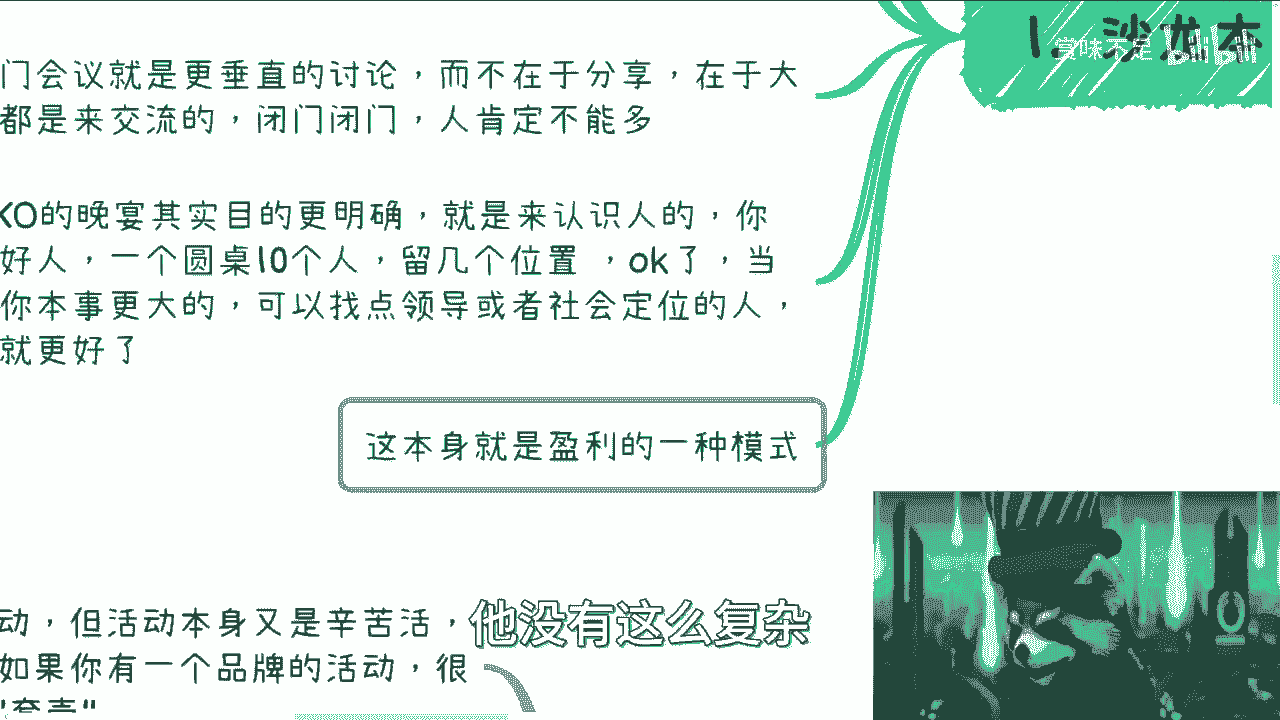 1. 沙龙本
门会议就是更垂直的讨论，而不在于分享，在于大
都是来交流的，闭门闭门，人肯定不能多
KO的晚宴其实目的更明确，就是来认识人的，你
好人，一个圆桌10个人，留几个位置 ，ok了，当
你本事更大的，可以找点领导或者社会定位的人，
就更好了
这本身就是盈利的一种模式
动，但活动本身又是辛苦活，
如果你有一个品牌的活动，很
他没有这么复杂